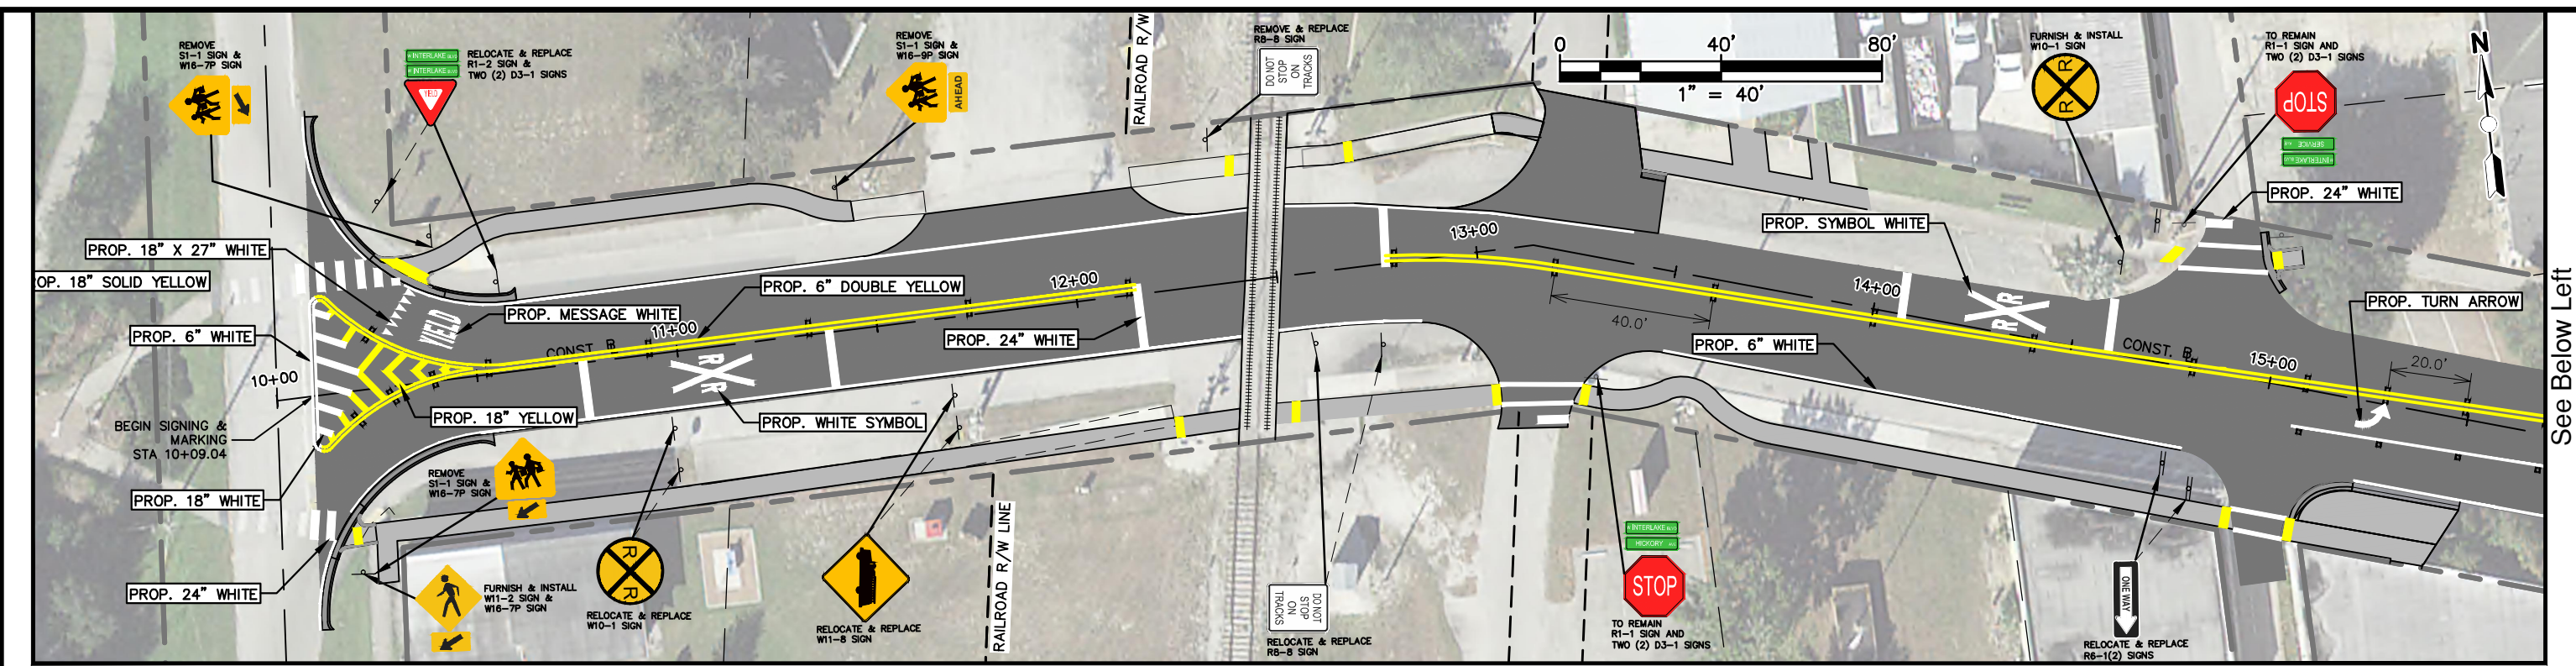 REMOVE
S1-1 SIGN &
W16-7P SIGN
INTERLAKE BLVD
INTERLAKE BLVD
RELOCATE & REPLACE
R1-2 SIGN &
TWO (2) D3-1 SIGNS
REMOVE
S1-1 SIGN &
W16-9P SIGN
AHEAD
RAILROAD R/W
REMOVE & REPLACE
R8-8 SIGN
DO NOT
STOP
ON
TRACKS
0 40' 80'
1" = 40'
FURNISH & INSTALL
W10-1 SIGN
R R
TO REMAIN
R1-1 SIGN AND
TWO (2) D3-1 SIGNS
STOP
SERVICE
INTERLAKE
N
PROP. 24" WHITE
PROP. SYMBOL WHITE
PROP. 18" X 27" WHITE
OP. 18" SOLID YELLOW
PROP. 6" DOUBLE YELLOW
PROP. MESSAGE WHITE
YIELD
PROP. 6" WHITE
10+00
CONST. B
11+00
12+00
13+00
14+00
15+00
40.0'
20.0'
CONST. B
R R
PROP. 24" WHITE
PROP. 6" WHITE
PROP. TURN ARROW
See Below Left
BEGIN SIGNING &
MARKING
STA 10+09.04
PROP. 18" YELLOW
R R
PROP. WHITE SYMBOL
PROP. 18" WHITE
REMOVE
S1-1 SIGN &
W16-7P SIGN
PROP. 24" WHITE
FURNISH & INSTALL
W11-2 SIGN &
W16-7P SIGN
R R
RELOCATE & REPLACE
W10-1 SIGN
RELOCATE & REPLACE
W11-8 SIGN
RAILROAD R/W LINE
DO NOT
STOP
ON
TRACKS
RELOCATE & REPLACE
R8-8 SIGN
INTERLAKE BLVD
HICKORY
STOP
TO REMAIN
R1-1 SIGN AND
TWO (2) D3-1 SIGNS
ONE WAY
RELOCATE & REPLACE
R6-1(2) SIGNS